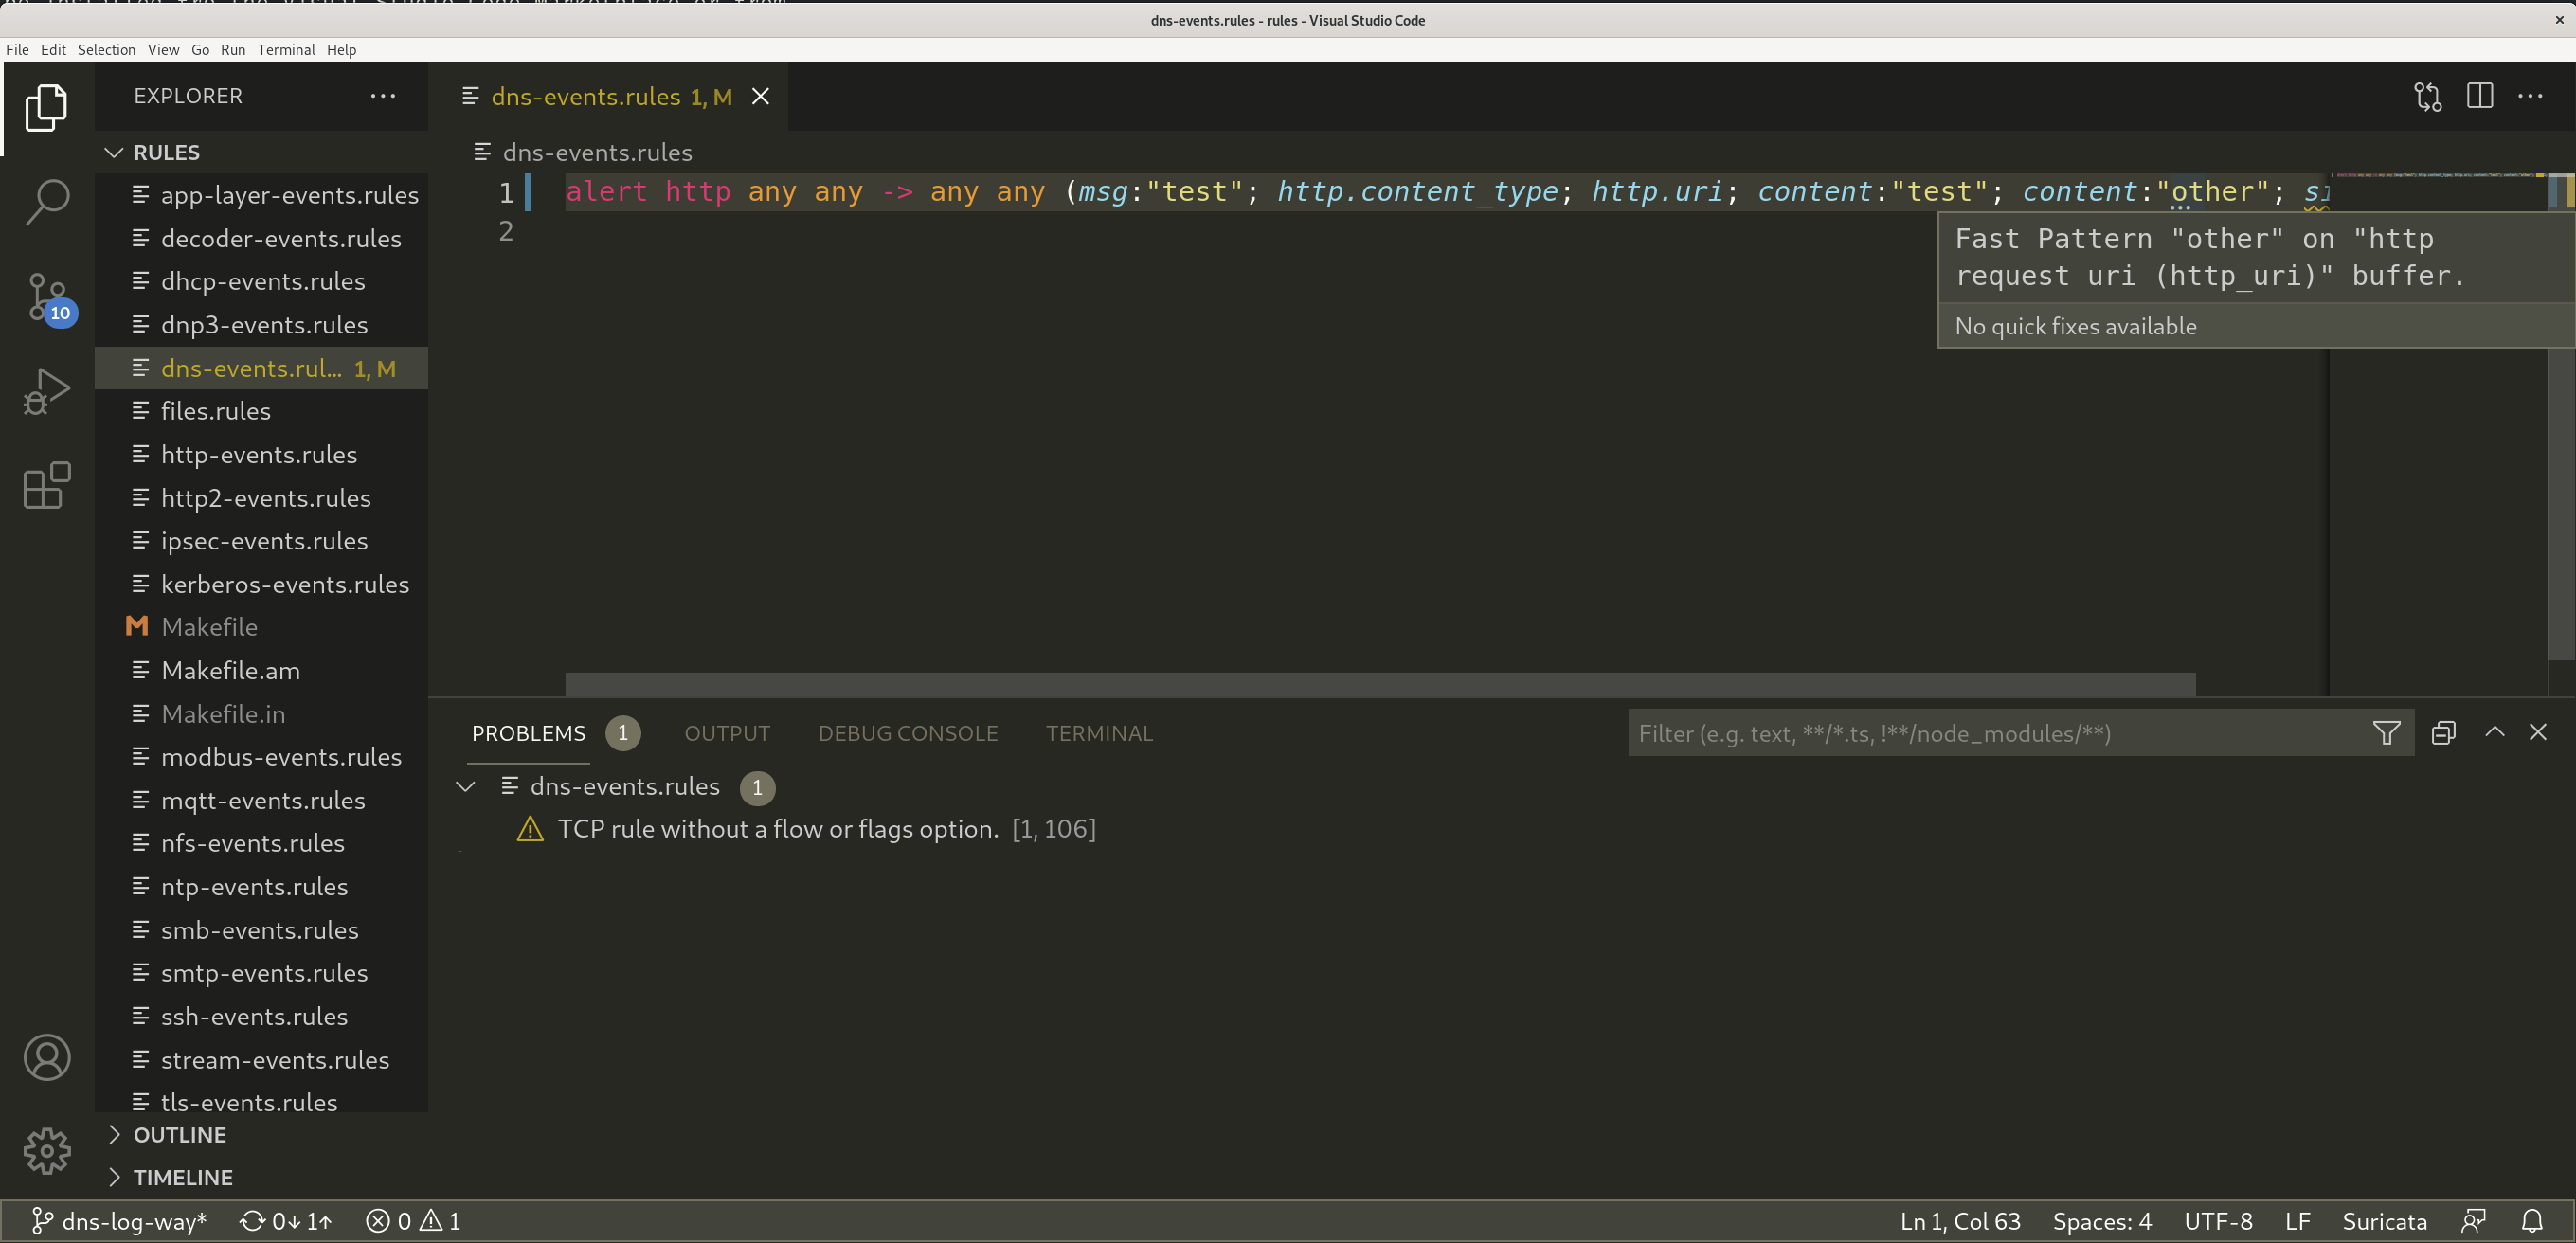 dns-events.rules - rules - Visual Studio Code
File Edit Selection View Go Run Terminal Help
EXPLORER
RULES
app-layer-events.rules
decoder-events.rules
dhcp-events.rules
dnp3-events.rules
dns-events.rul... 1, M
files.rules
http-events.rules
http2-events.rules
ipsec-events.rules
kerberos-events.rules
Makefile
Makefile.am
Makefile.in
modbus-events.rules
mqtt-events.rules
nfs-events.rules
ntp-events.rules
smb-events.rules
smtp-events.rules
ssh-events.rules
stream-events.rules
tls-events.rules
OUTLINE
TIMELINE
10
dns-events.rules 1, M
dns-events.rules
1 alert http any any -> any any (msg:"test"; http.content_type; http.uri; content:"test"; content:"other"; si
2
Fast Pattern "other" on "http
request uri (http_uri)" buffer.
No quick fixes available
PROBLEMS 1 OUTPUT DEBUG CONSOLE TERMINAL
Filter (e.g. text, **/*.ts, !**/node_modules/**)
dns-events.rules 1
TCP rule without a flow or flags option. [1, 106]
dns-log-way* 0↓ 1↑ 0 1
Ln 1, Col 63 Spaces: 4 UTF-8 LF Suricata